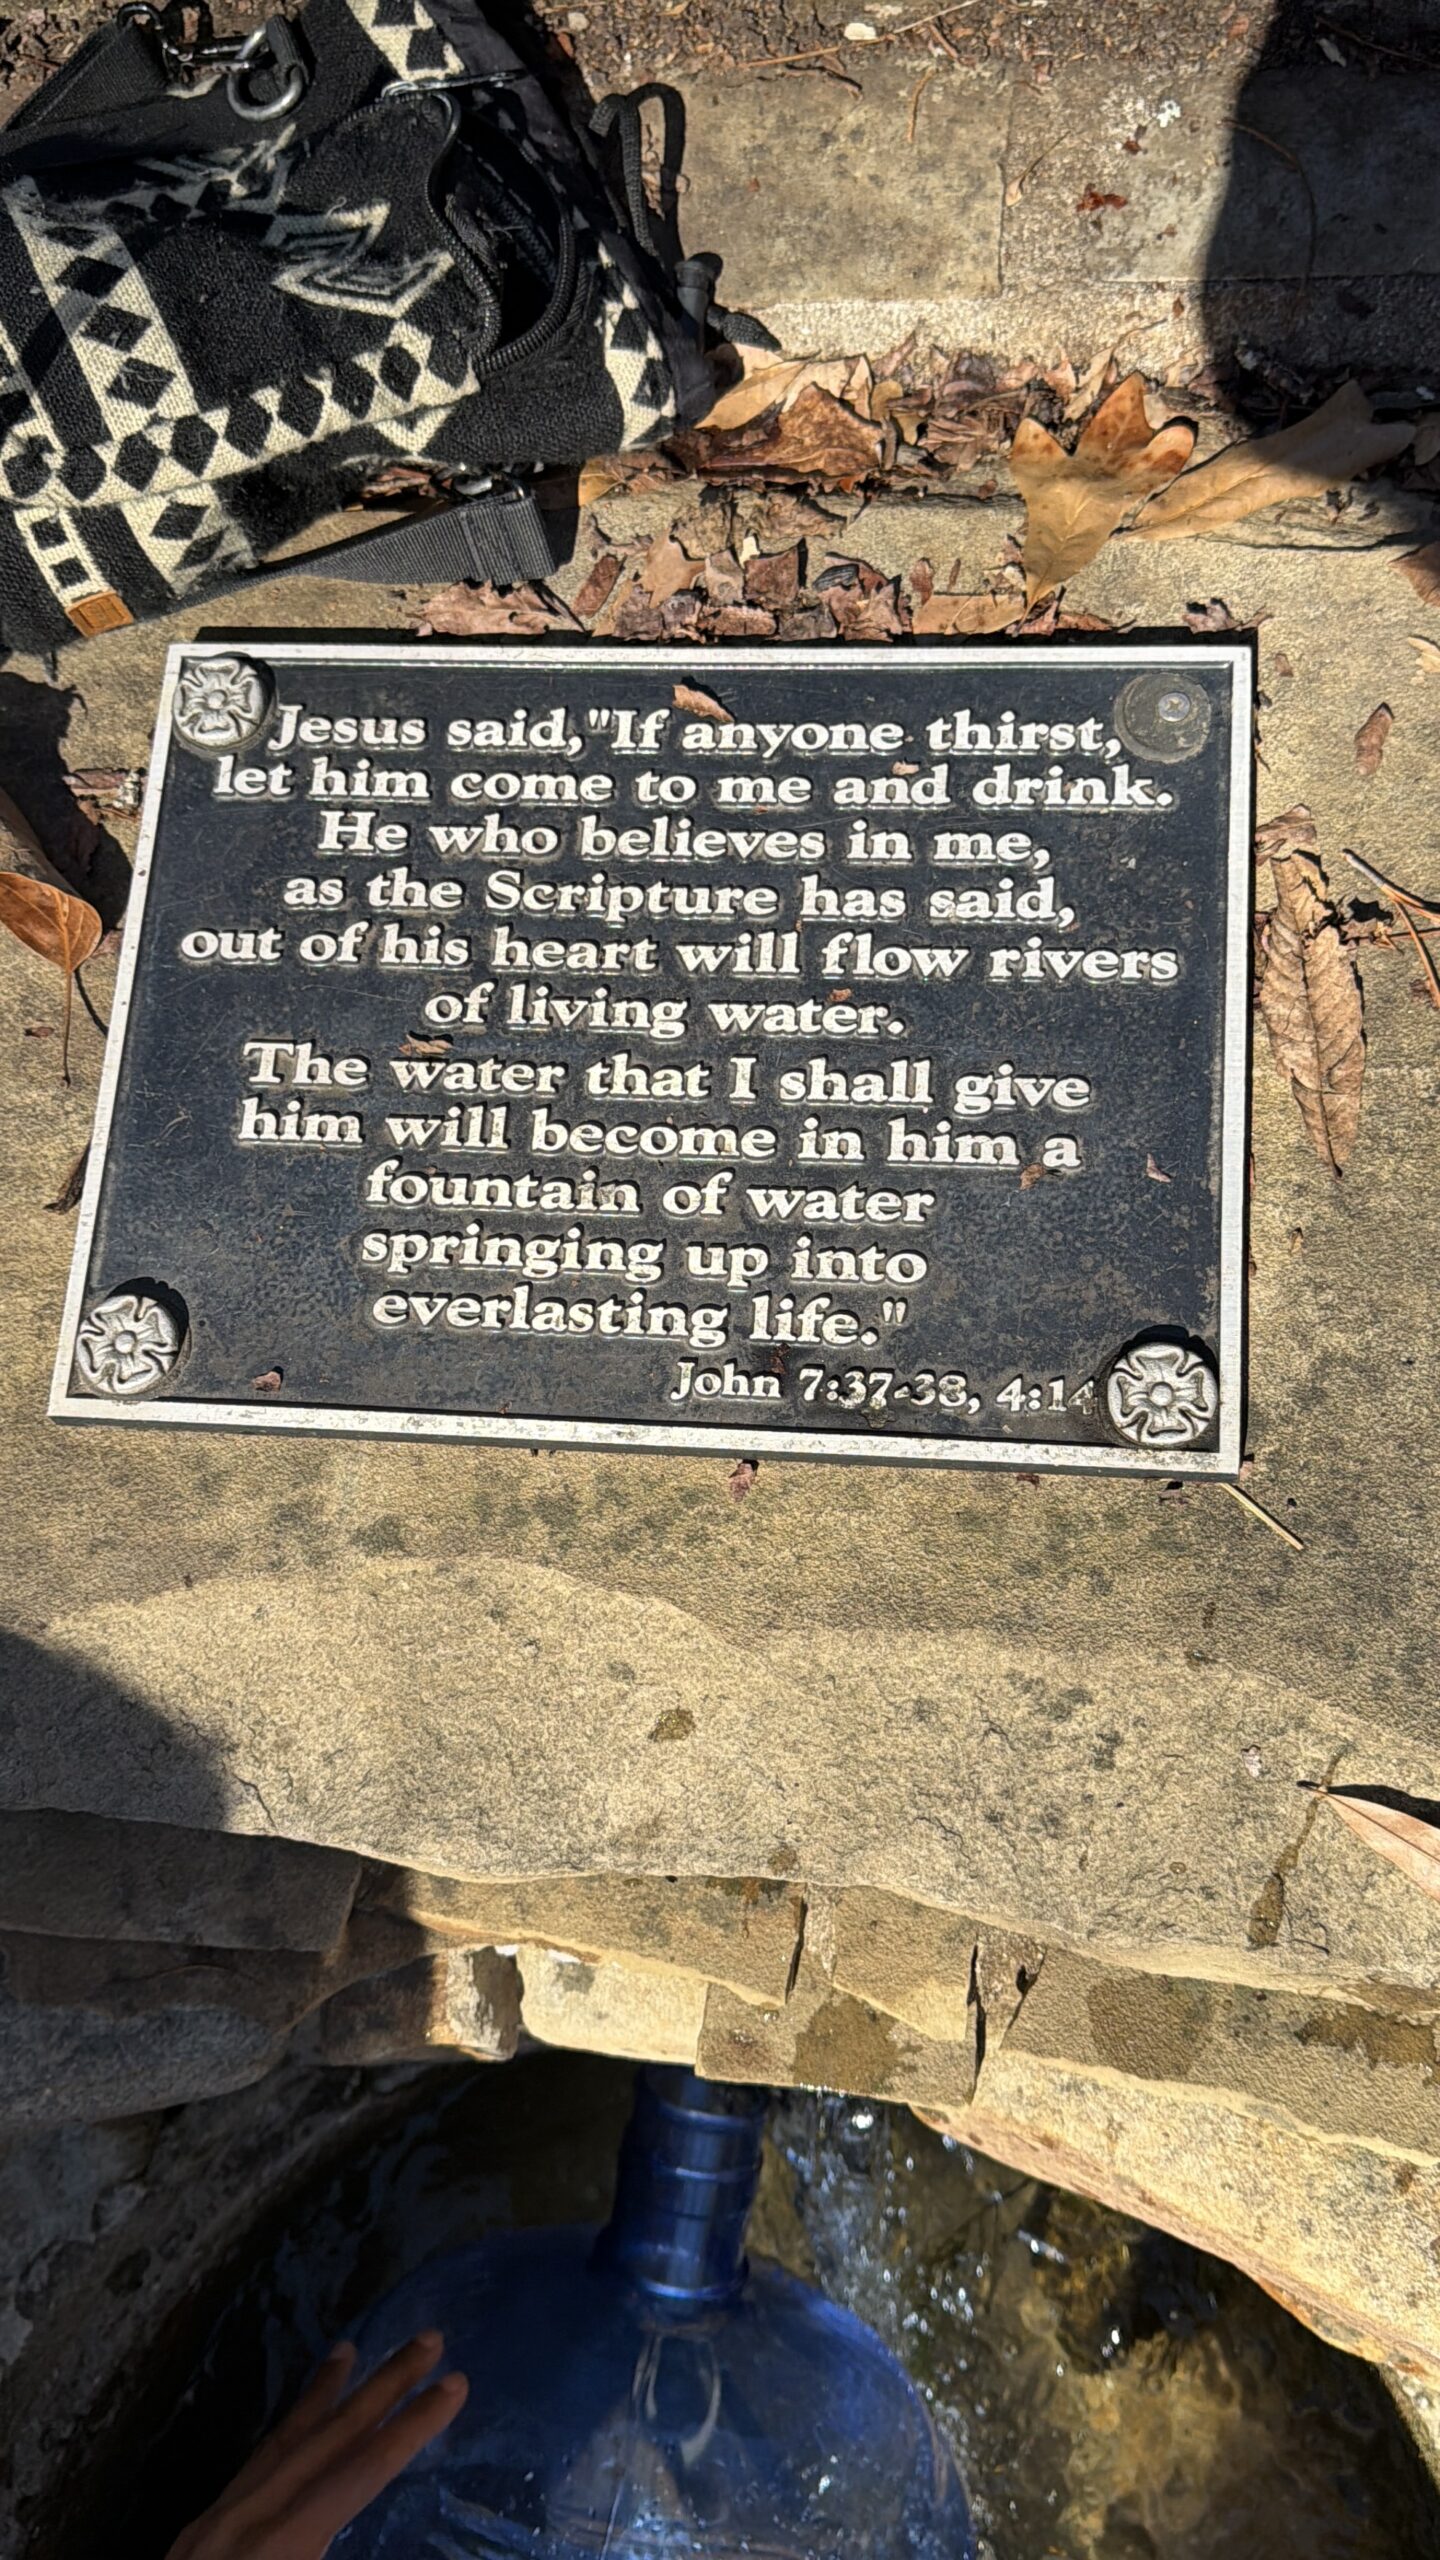 Jesus said,"If anyone thirst,
let him come to me and drink.
He who believes in me,
as the Scripture has said,
out of his heart will flow rivers
of living water.
The water that I shall give
him will become in him a
fountain of water
springing up into
everlasting life."
John 7:37-38, 4:14